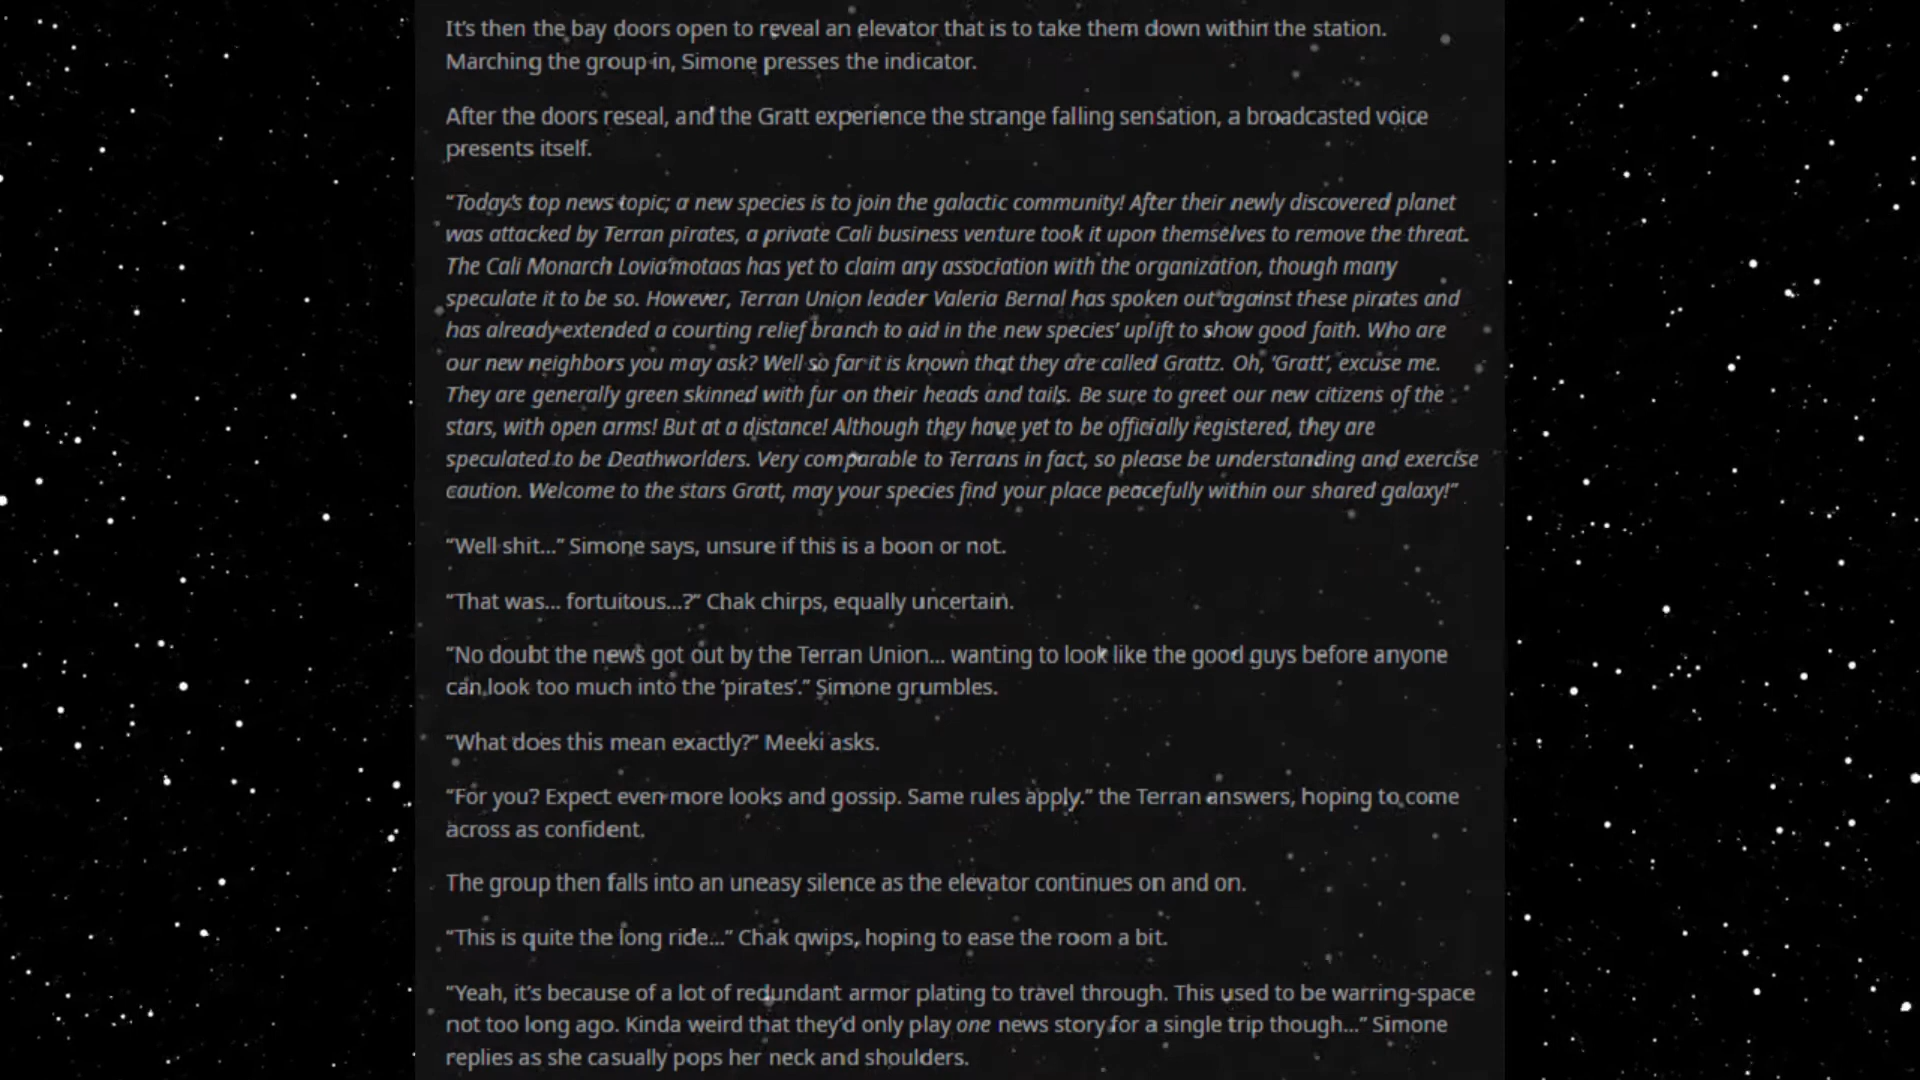 It's then the bay doors open to reveal an elevator that is to take them down within the station.
Marching the group in, Simone presses the indicator.
After the doors reseal, and the Gratt experience the strange falling sensation, a broadcasted voice
presents itself.
“Today's top news topic; a new species is to join the galactic community! After their newly discovered planet
was attacked by Terran pirates, a private Cali business venture took it upon themselves to remove the threat.
The Cali Monarch Lovia'motaas has yet to claim any association with the organization, though many
speculate it to be so. However, Terran Union leader Valeria Bernal has spoken out against these pirates and
has already extended a courting relief branch to aid in the new species’ uplift to show good faith. Who are
our new neighbors you may ask? Well so far it is known that they are called Grattz. Oh, ‘Gratt’, excuse me.
They are generally green skinned with fur on their heads and tails. Be sure to greet our new citizens of the
stars, with open arms! But at a distance! Although they have yet to be officially registered, they are
speculated to be Deathworlders. Very comparable to Terrans in fact, so please be understanding and exercise
caution. Welcome to the stars Gratt, may your species find your place peacefully within our shared galaxy!”
“Well shit...” Simone says, unsure if this is a boon or not.
“That was... fortuitous...?” Chak chirps, equally uncertain.
“No doubt the news got out by the Terran Union... wanting to look like the good guys before anyone
can look too much into the ‘pirates’.” Simone grumbles.
“What does this mean exactly?” Meeki asks.
“For you? Expect even more looks and gossip. Same rules apply.” the Terran answers, hoping to come
across as confident.
The group then falls into an uneasy silence as the elevator continues on and on.
“This is quite the long ride...” Chak qwips, hoping to ease the room a bit.
“Yeah, it's because of a lot of redundant armor plating to travel through. This used to be warring-space
not too long ago. Kinda weird that they'd only play one news story for a single trip though...” Simone
replies as she casually pops her neck and shoulders.